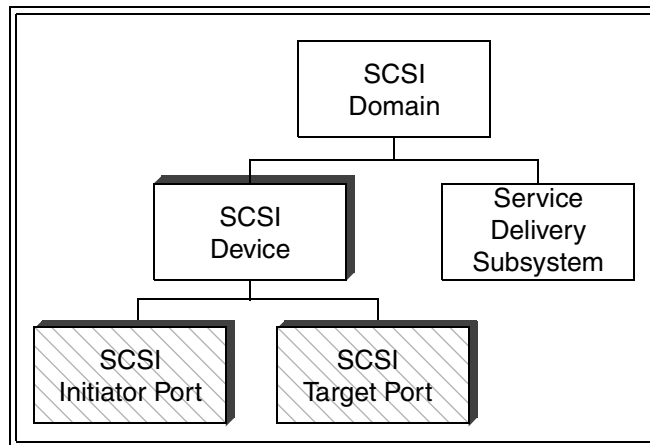 SCSI
Domain
SCSI
Device
Service
Delivery
Subsystem
SCSI
Initiator Port
SCSI
Target Port